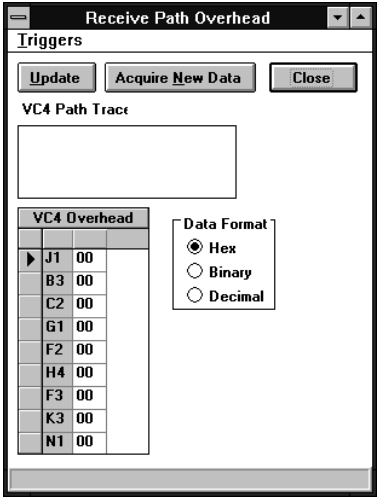 Receive Path Overhead
Triggers
Update Acquire New Data Close
VC4 Path Trace
VC4 Overhead
Data Format
J1 00
Hex
B3 00
Binary
C2 00
Decimal
G1 00
F2 00
H4 00
F3 00
K3 00
N1 00